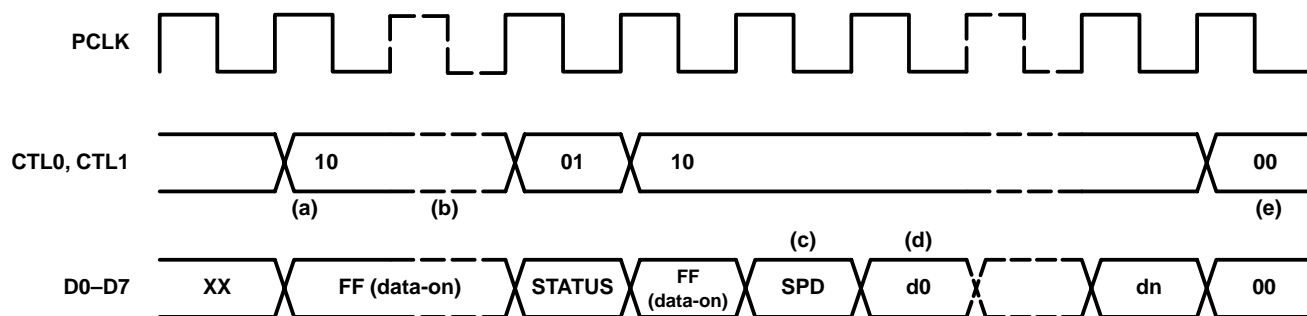 PCLK
CTL0, CTL1 10 01 10 00
(a) (b) (e)
(c) (d)
D0–D7 XX FF (data-on) STATUS FF (data-on) SPD d0 dn 00